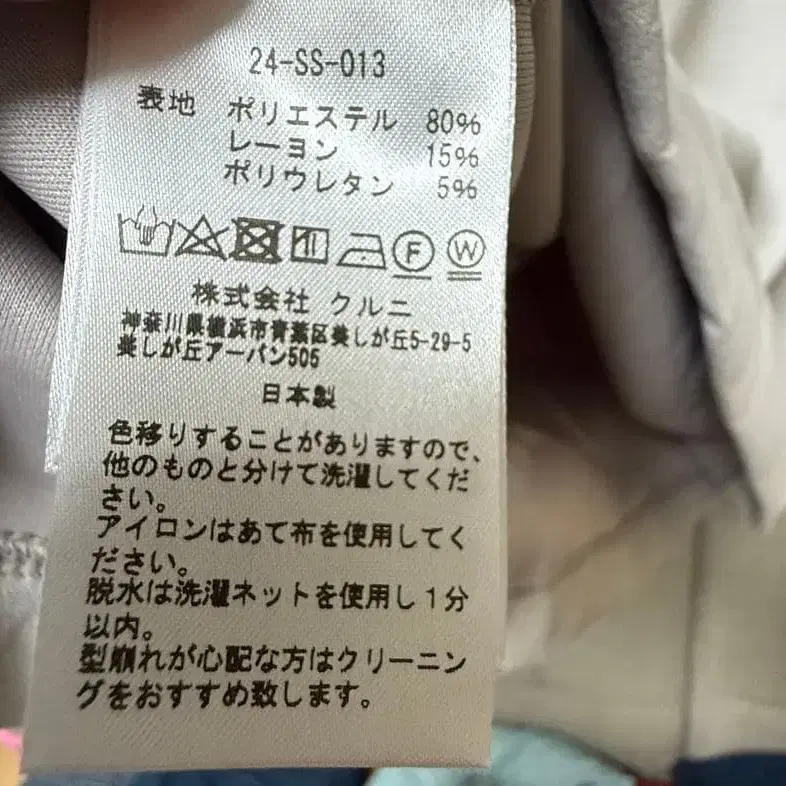 24-SS-013
表地 ポリエステル 80%
レーヨン 15%
ポリウレタン 5%
F W
株式会社 クルニ
神奈川県横浜市青葉区美しが丘5-29-5
美しが丘アーバン505
日本製
色移りすることがありますので、
他のものと分けて洗濯してくだ
さい。
アイロンはあて布を使用してく
ださい。
脱水は洗濯ネットを使用し1分
以内。
型崩れが心配な方はクリーニン
グをおすすめ致します。